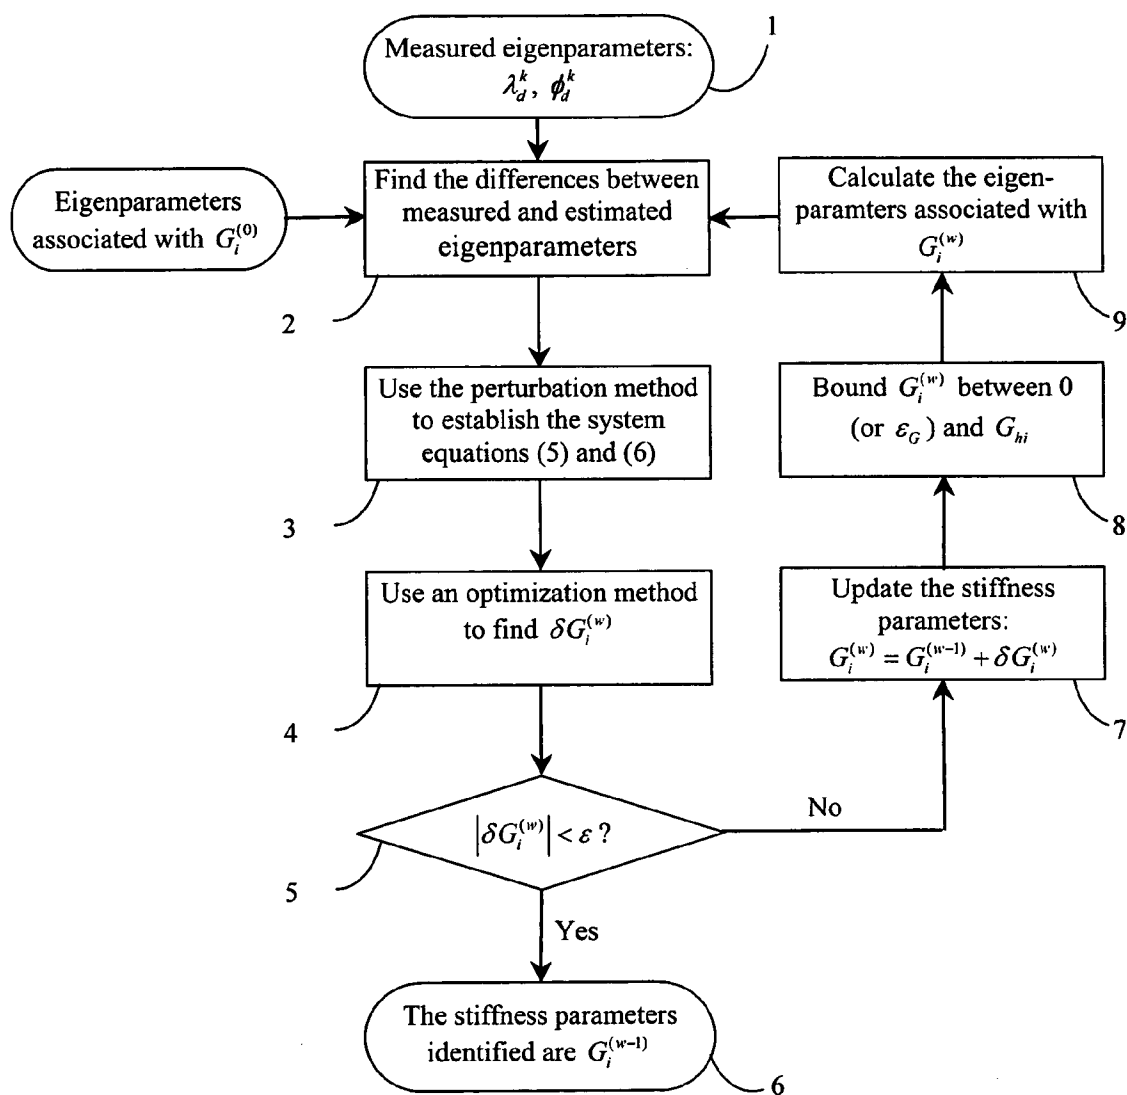 1
Measured eigenparameters:
λ_d^k, ϕ_d^k
Eigenparameters
associated with G_i^(0)
Find the differences between
measured and estimated
eigenparameters
2
Calculate the eigen-
paramters associated with
G_i^(w)
9
Use the perturbation method
to establish the system
equations (5) and (6)
3
Bound G_i^(w) between 0
(or ε_G) and G_hi
8
Use an optimization method
to find δG_i^(w)
4
Update the stiffness
parameters:
G_i^(w) = G_i^(w-1) + δG_i^(w)
7
|δG_i^(w)| < ε ?
5
No
Yes
The stiffness parameters
identified are G_i^(w-1)
6